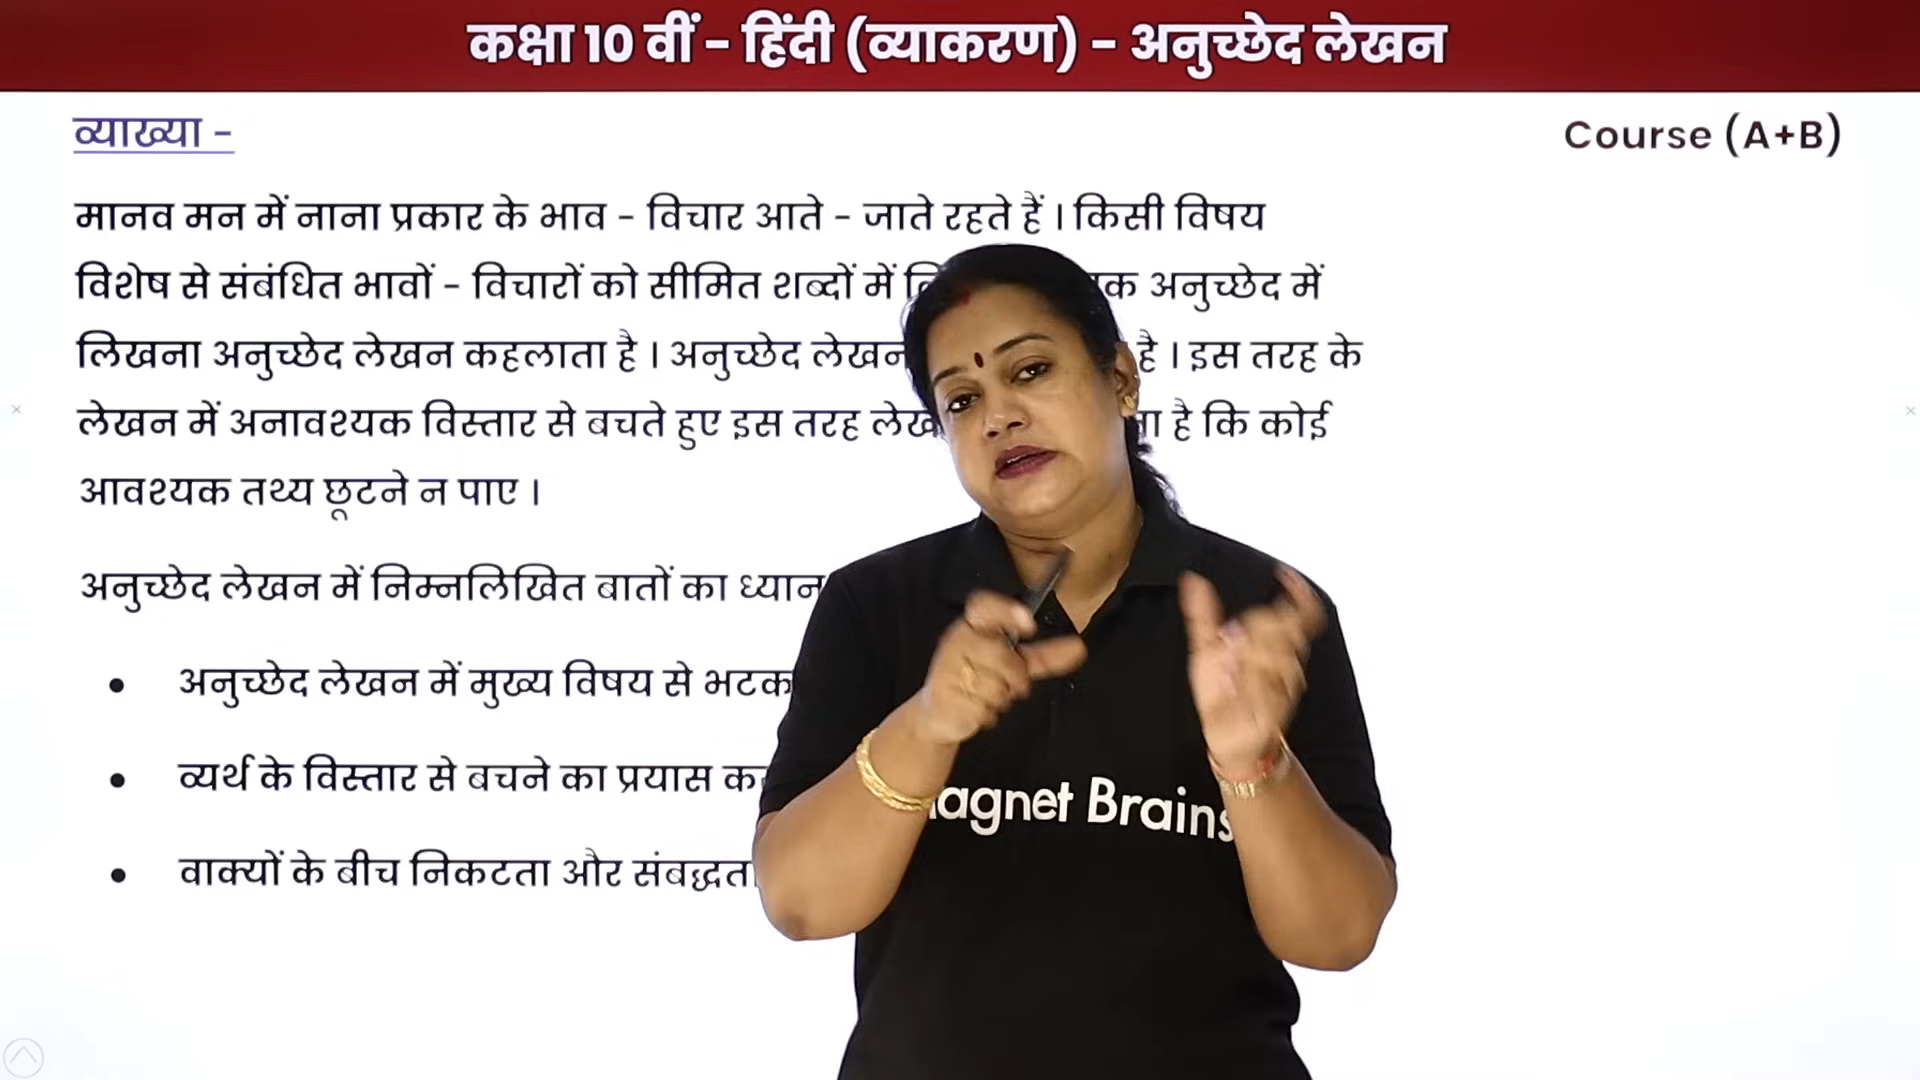 कक्षा 10 वीं - हिंदी (व्याकरण) - अनुच्छेद लेखन
व्याख्या -
Course (A+B)
मानव मन में नाना प्रकार के भाव - विचार आते - जाते रहते हैं । किसी विषय
विशेष से संबंधित भावों - विचारों को सीमित शब्दों में अनुच्छेद में
लिखना अनुच्छेद लेखन कहलाता है । अनुच्छेद लेखन है । इस तरह के
लेखन में अनावश्यक विस्तार से बचते हुए इस तरह है कि कोई
आवश्यक तथ्य छूटने न पाए ।
अनुच्छेद लेखन में निम्नलिखित बातों का ध्यान
• अनुच्छेद लेखन में मुख्य विषय से
• व्यर्थ के विस्तार से बचने का प्रयास
• वाक्यों के बीच निकटता और संबद्धता
agnet Brains